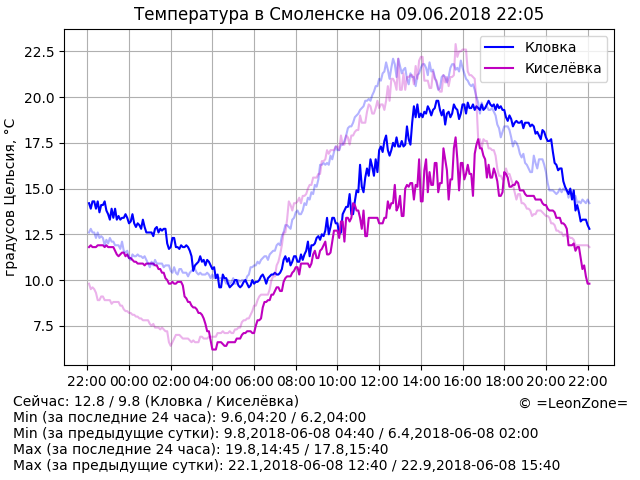 Температура в Смоленске на 09.06.2018 22:05
градусов Цельсия, °C
22.5
20.0
17.5
15.0
12.5
10.0
7.5
Кловка
Киселёвка
22:00 00:00 02:00 04:00 06:00 08:00 10:00 12:00 14:00 16:00 18:00 20:00 22:00
Сейчас: 12.8 / 9.8 (Кловка / Киселёвка)
© =LeonZone=
Min (за последние 24 часа): 9.6,04:20 / 6.2,04:00
Min (за предыдущие сутки): 9.8,2018-06-08 04:40 / 6.4,2018-06-08 02:00
Max (за последние 24 часа): 19.8,14:45 / 17.8,15:40
Max (за предыдущие сутки): 22.1,2018-06-08 12:40 / 22.9,2018-06-08 15:40